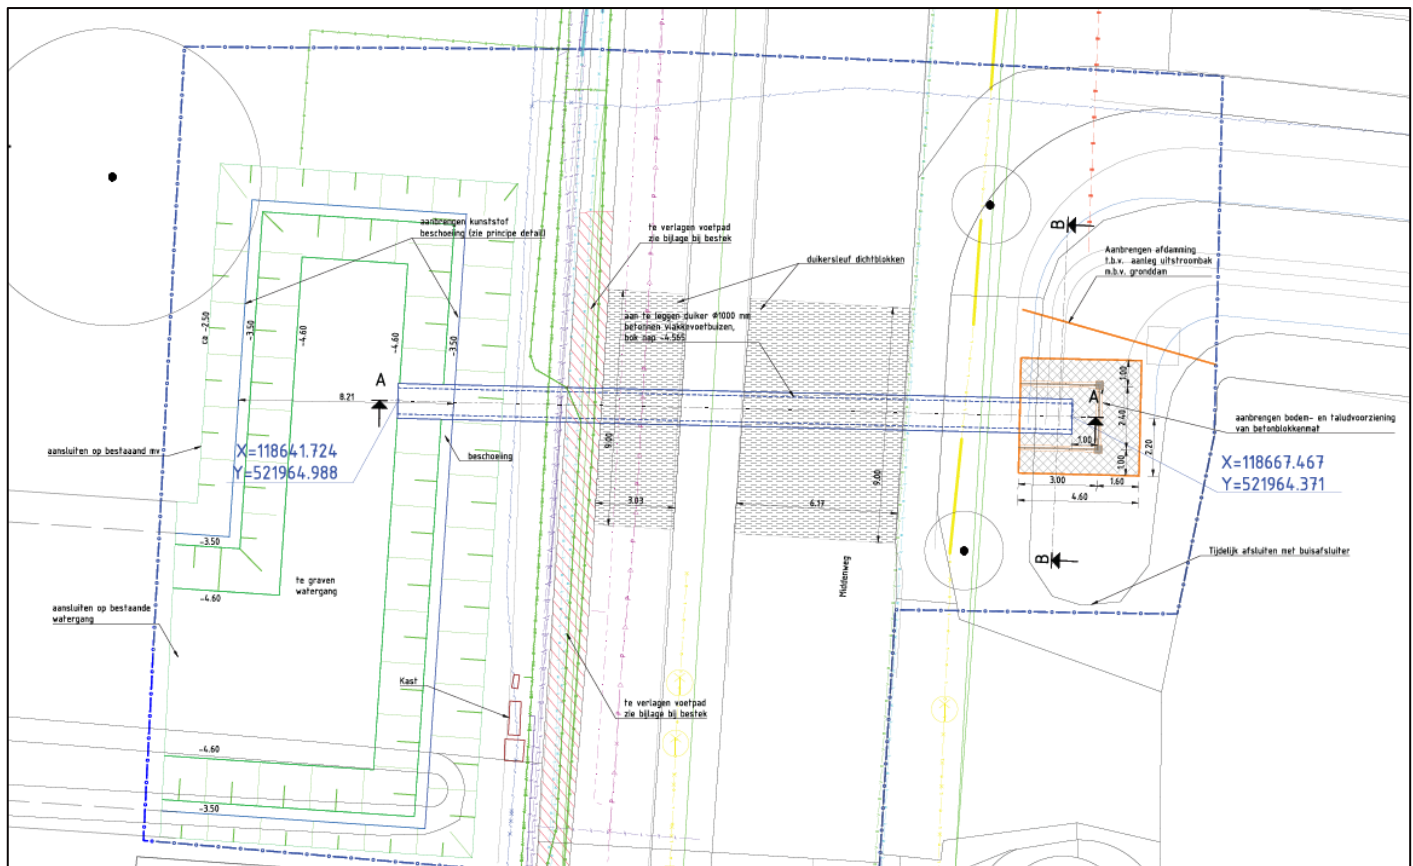 aanbrengen kunststof
beschoeiing (zie principe detail)
te verlagen voetpad
zie bijlage bij bestek
duikersleuf dichtblokken
B
Aanbrengen afdamming
t.b.v. aanleg uitstroombak
m.b.v. gronddam
ca -2.50
-3.50
-4.60
-4.60
-3.50
aan te leggen duiker Ø1000 mm
betonnen vlakkevoetbuizen,
bok nap -4.565
A
8.21
1.00
A
2.40
aanbrengen bodem- en taludvoorziening
van betonblokkenmat
aansluiten op bestaaand mv
X=118641.724
Y=521964.988
beschoeiing
9.00
9.00
1.00
1.00
2.20
X=118667.467
Y=521964.371
3.00
1.60
4.60
3.03
6.17
-3.50
te graven
watergang
-4.60
Middenweg
B
Tijdelijk afsluiten met buisafsluiter
aansluiten op bestaande
watergang
Kast
te verlagen voetpad
zie bijlage bij bestek
-4.60
-3.50